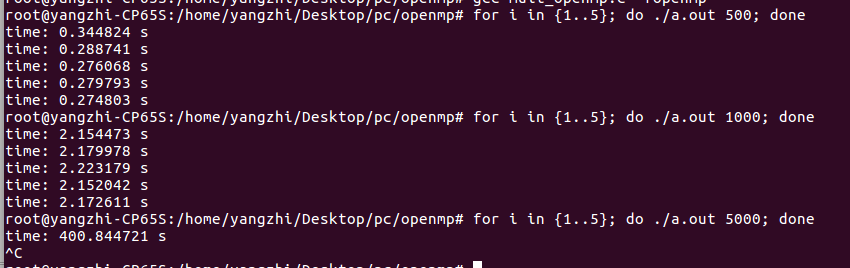 root@yangzhi-CP65S:/home/yangzhi/Desktop/pc/openmp# gcc mult_openmp.c -fopenmp
root@yangzhi-CP65S:/home/yangzhi/Desktop/pc/openmp# for i in {1..5}; do ./a.out 500; done
time: 0.344824 s
time: 0.288741 s
time: 0.276068 s
time: 0.279793 s
time: 0.274803 s
root@yangzhi-CP65S:/home/yangzhi/Desktop/pc/openmp# for i in {1..5}; do ./a.out 1000; done
time: 2.154473 s
time: 2.179978 s
time: 2.223179 s
time: 2.152042 s
time: 2.172611 s
root@yangzhi-CP65S:/home/yangzhi/Desktop/pc/openmp# for i in {1..5}; do ./a.out 5000; done
time: 400.844721 s
^C
root@yangzhi-CP65S:/home/yangzhi/Desktop/pc/openmp#